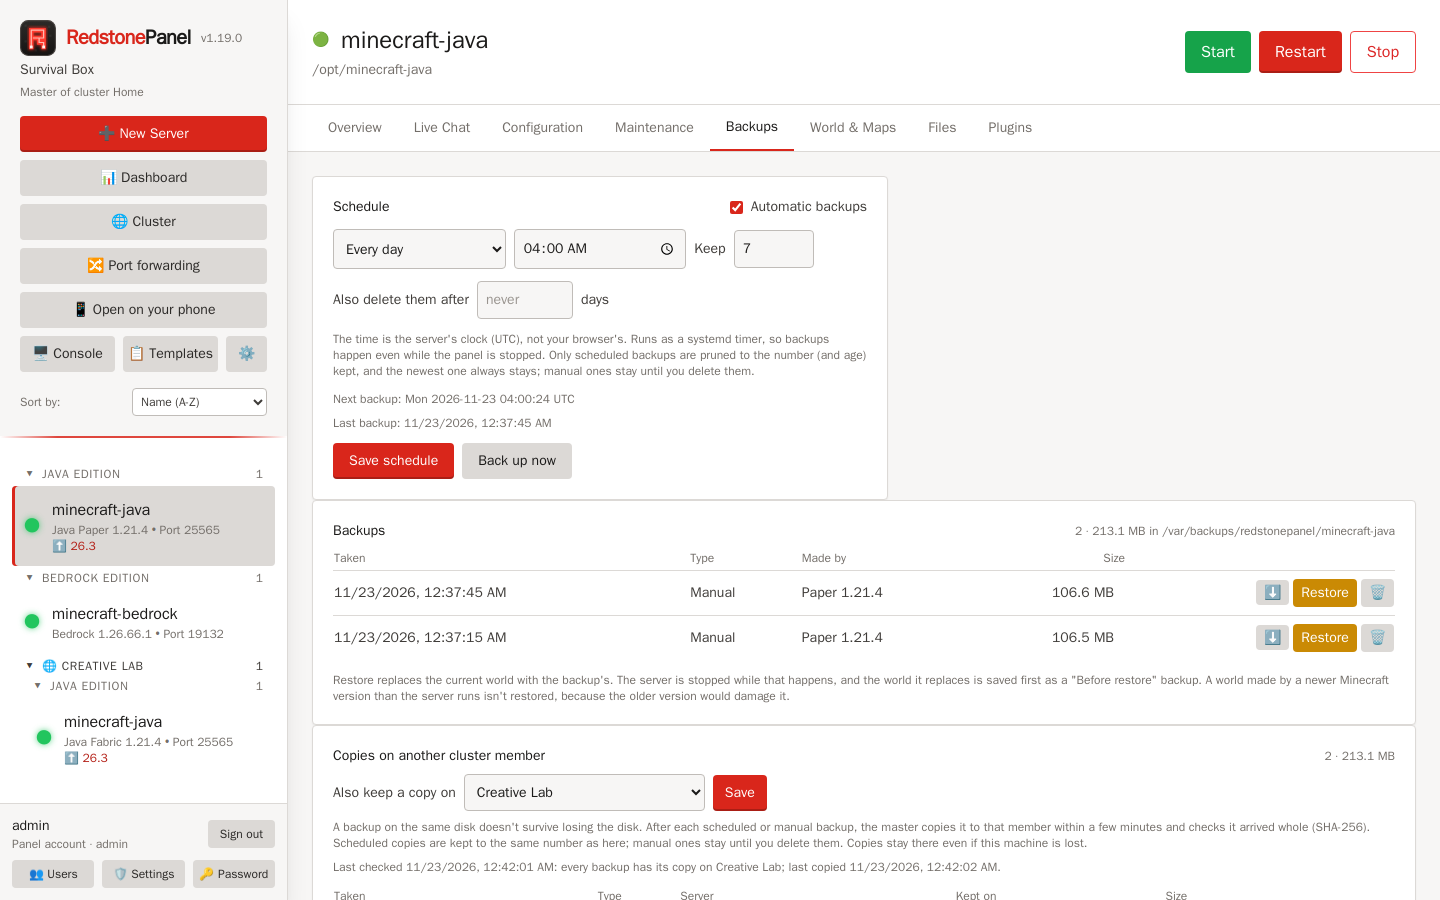 RedstonePanel v1.19.0
Survival Box
Master of cluster Home
➕ New Server
📊 Dashboard
🌐 Cluster
🔀 Port forwarding
📱 Open on your phone
🖥️ Console
📋 Templates
⚙️
Sort by:
Name (A-Z)
▼ JAVA EDITION 1
minecraft-java
Java Paper 1.21.4 • Port 25565
⬆️ 26.3
▼ BEDROCK EDITION 1
minecraft-bedrock
Bedrock 1.26.66.1 • Port 19132
▼ 🌐 CREATIVE LAB 1
▼ JAVA EDITION 1
minecraft-java
Java Fabric 1.21.4 • Port 25565
⬆️ 26.3
admin
Panel account · admin
Sign out
👥 Users
🛡️ Settings
🔑 Password
minecraft-java
/opt/minecraft-java
Start
Restart
Stop
Overview
Live Chat
Configuration
Maintenance
Backups
World & Maps
Files
Plugins
Schedule
Automatic backups
Every day
04:00 AM
Keep
7
Also delete them after never days
The time is the server's clock (UTC), not your browser's. Runs as a systemd timer, so backups
happen even while the panel is stopped. Only scheduled backups are pruned to the number (and age)
kept, and the newest one always stays; manual ones stay until you delete them.
Next backup: Mon 2026-11-23 04:00:24 UTC
Last backup: 11/23/2026, 12:37:45 AM
Save schedule
Back up now
Backups
2 · 213.1 MB in /var/backups/redstonepanel/minecraft-java
Taken Type Made by Size
11/23/2026, 12:37:45 AM Manual Paper 1.21.4 106.6 MB ⬇️ Restore 🗑️
11/23/2026, 12:37:15 AM Manual Paper 1.21.4 106.5 MB ⬇️ Restore 🗑️
Restore replaces the current world with the backup's. The server is stopped while that happens, and the world it replaces is saved first as a "Before restore" backup. A world made by a newer Minecraft
version than the server runs isn't restored, because the older version would damage it.
Copies on another cluster member
2 · 213.1 MB
Also keep a copy on Creative Lab Save
A backup on the same disk doesn't survive losing the disk. After each scheduled or manual backup, the master copies it to that member within a few minutes and checks it arrived whole (SHA-256).
Scheduled copies are kept to the same number as here; manual ones stay until you delete them. Copies stay there even if this machine is lost.
Last checked 11/23/2026, 12:42:01 AM: every backup has its copy on Creative Lab; last copied 11/23/2026, 12:42:02 AM.
Taken Type Server Kept on Size